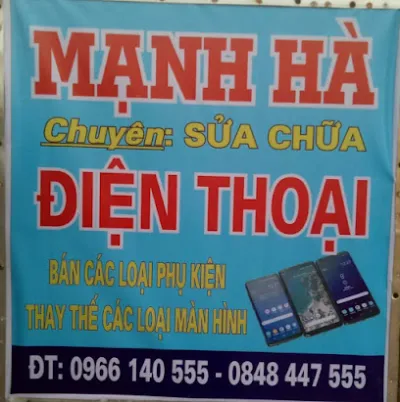 MẠNH HÀ
Chuyên: SỬA CHỮA
ĐIỆN THOẠI
BÁN CÁC LOẠI PHỤ KIỆN
THAY THẾ CÁC LOẠI MÀN HÌNH
ĐT: 0966 140 555 - 0848 447 555